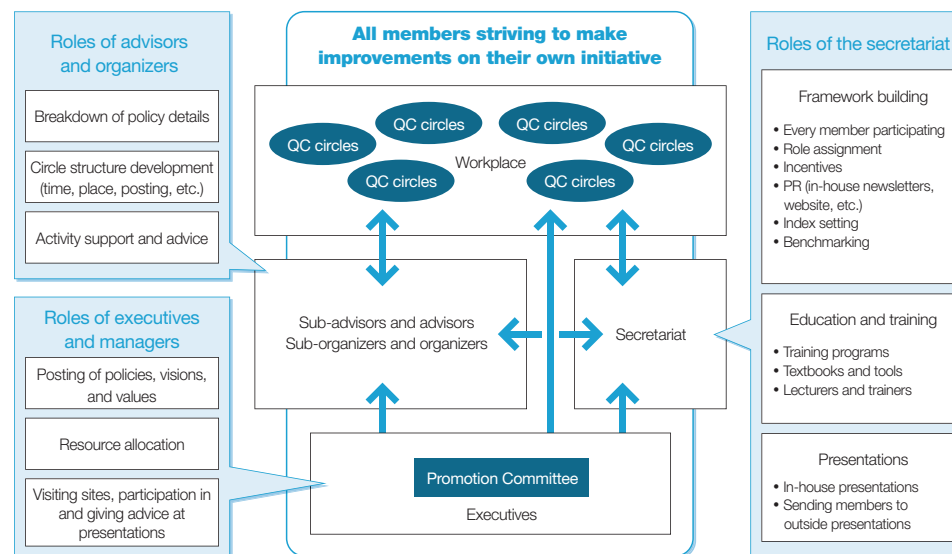 Roles of advisors
and organizers
Breakdown of policy details
Circle structure development
(time, place, posting, etc.)
Activity support and advice
Roles of executives
and managers
Posting of policies, visions,
and values
Resource allocation
Visiting sites, participation in
and giving advice at
presentations
All members striving to make
improvements on their own initiative
QC circles
QC circles
QC circles
QC circles
Workplace
QC circles
QC circles
Sub-advisors and advisors
Sub-organizers and organizers
Secretariat
Promotion Committee
Executives
Roles of the secretariat
Framework building
• Every member participating
• Role assignment
• Incentives
• PR (in-house newsletters,
website, etc.)
• Index setting
• Benchmarking
Education and training
• Training programs
• Textbooks and tools
• Lecturers and trainers
Presentations
• In-house presentations
• Sending members to
outside presentations